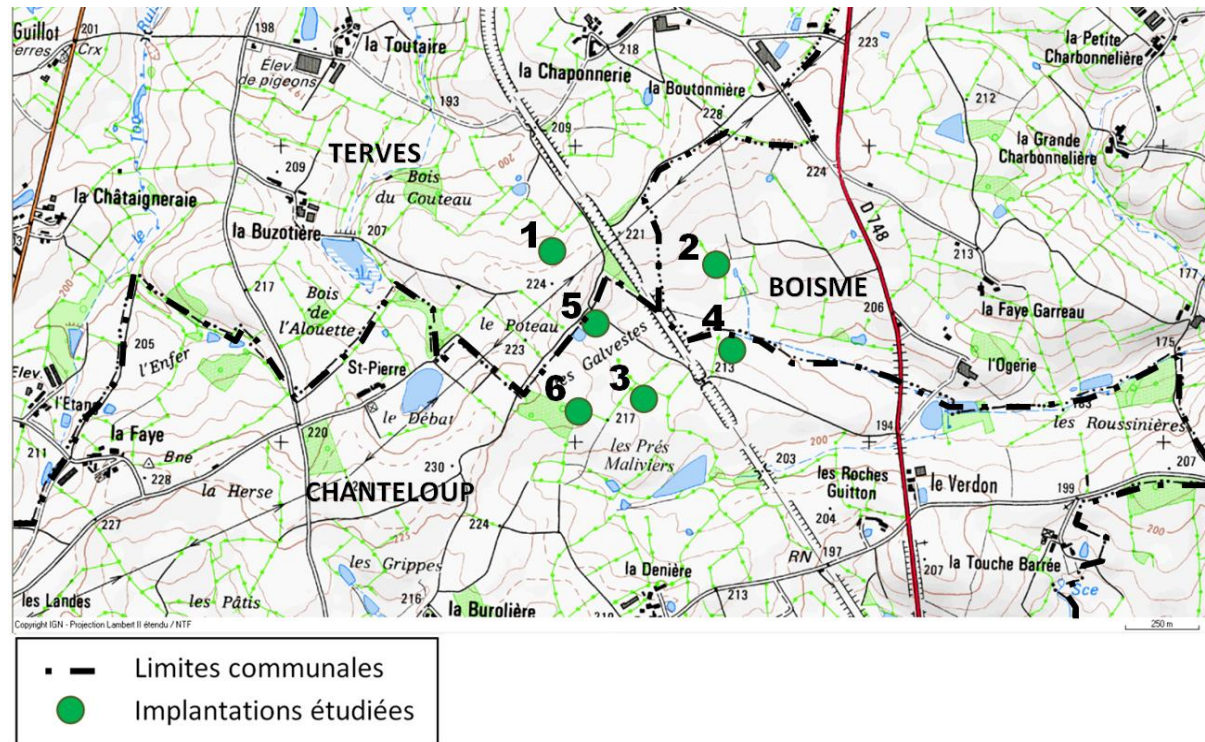 Guillot
201
Crx
198
la Toutaire
Élev.
de pigeons
193
la Chaponnerie
218
la Boutonnière
228
209
223
la Petite
Charbonnelière
212
la Grande
Charbonnelière
224
TERVES
Bois
du Couteau
200
209
la Châtaigneraie
la Buzotière
207
1
221
2
D 748
BOISME
213
177
la Faye Garreau
206
200
217
Bois
de
l'Alouette
224
5
le Poteau
4
les Galvestes
213
205
l'Enfer
St-Pierre
223
l'Ogerie
175
Elev.
l'Etang
6
3
le Débat
217
194
les Roussinières
211
la Faye
Bne
228
220
les Prés
Maliviers
200
203
207
la Herse
CHANTELOUP
230
les Roches
Guitton
le Verdon
199
227
224
204
200
les Grippes
la Denière
RN
197
la Touche Barrée
207
les Landes
les Pâtis
216
la Burolière
213
Sce
Copyright IGN - Projection Lambert II étendu / NTF
250 m
Limites communales
Implantations étudiées